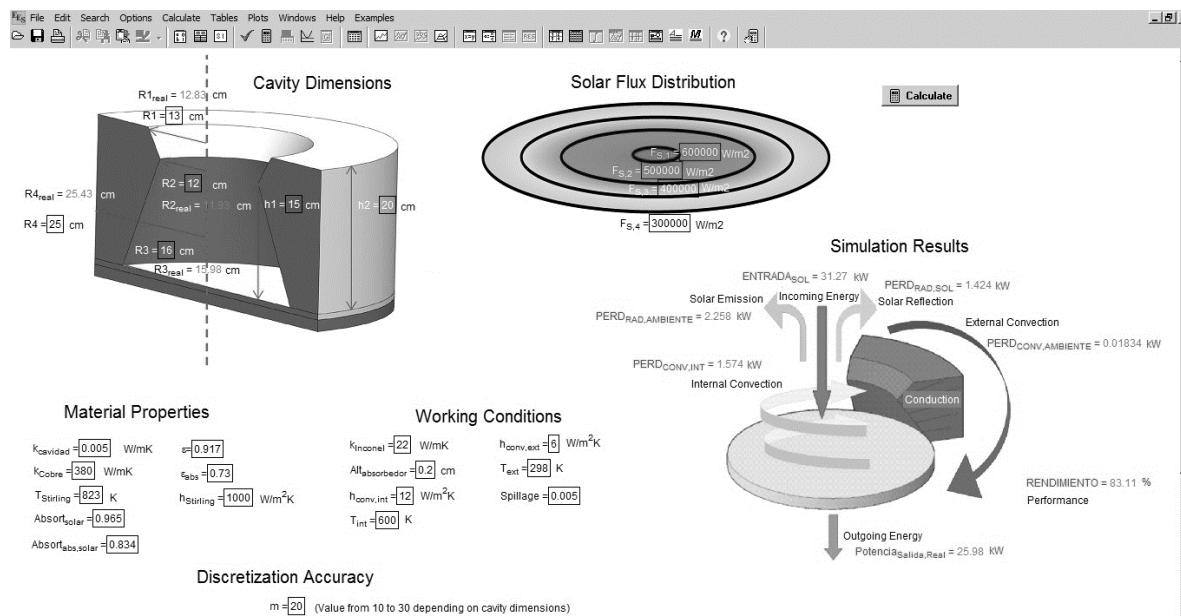 EES File Edit Search Options Calculate Tables Plots Windows Help Examples
Cavity Dimensions
Solar Flux Distribution
Calculate
R1real = 12.83 cm
R1 = 13 cm
R4real = 25.43 cm
R4 = 25 cm
R2 = 12 cm
R2real = 11.93 cm
h1 = 15 cm
h2 = 20 cm
R3 = 16 cm
R3real = 15.98 cm
FS,1 = 600000 W/m2
FS,2 = 500000 W/m2
FS,3 = 400000 W/m2
FS,4 = 300000 W/m2
Simulation Results
ENTRADASOL = 31.27 kW
Incoming Energy
PERDRAD,SOL = 1.424 kW
Solar Reflection
Solar Emission
PERDRAD,AMBIENTE = 2.258 kW
External Convection
PERDCONV,AMBIENTE = 0.01834 kW
PERDCONV,INT = 1.574 kW
Internal Convection
Conduction
RENDIMIENTO = 83.11 %
Performance
Outgoing Energy
PotenciaSalida,Real = 25.98 kW
Material Properties
kcavidad = 0.005 W/mK
ε = 0.917
kCobre = 380 W/mK
εabs = 0.73
TStirling = 823 K
hStirling = 1000 W/m2K
Absortsolar = 0.965
Absortabs,solar = 0.834
Working Conditions
kInconel = 22 W/mK
hconv,ext = 6 W/m2K
Altabsorbedor = 0.2 cm
Text = 298 K
hconv,int = 12 W/m2K
Spillage = 0.005
Tint = 600 K
Discretization Accuracy
m = 20 (Value from 10 to 30 depending on cavity dimensions)